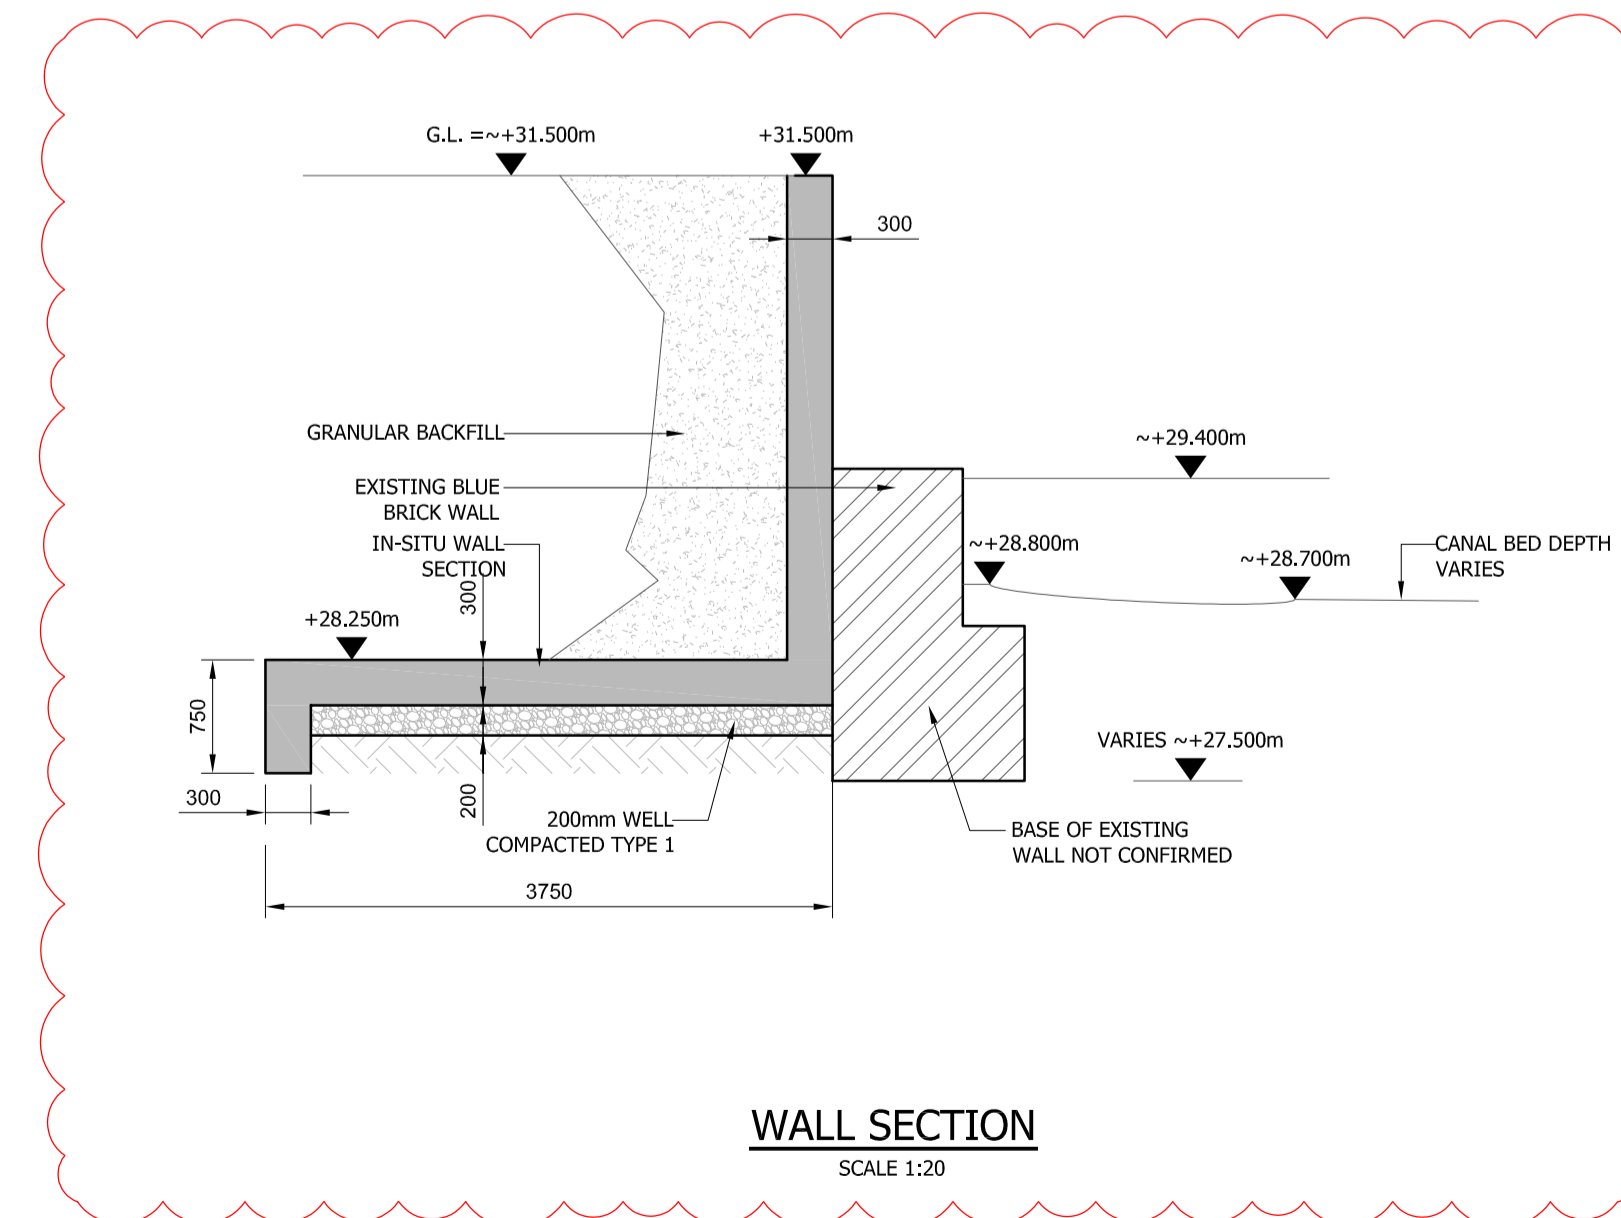 G.L. =~+31.500m
+31.500m
300
GRANULAR BACKFILL
~+29.400m
EXISTING BLUE
BRICK WALL
IN-SITU WALL
SECTION
300
~+28.800m
~+28.700m
CANAL BED DEPTH
VARIES
+28.250m
750
300
200
200mm WELL
COMPACTED TYPE 1
VARIES ~+27.500m
BASE OF EXISTING
WALL NOT CONFIRMED
3750
WALL SECTION
SCALE 1:20